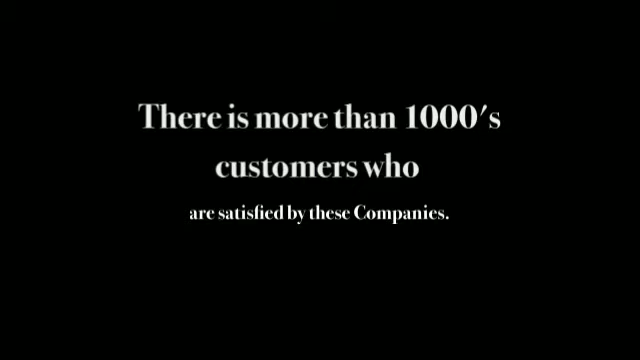 There is more than 1000's
customers who
are satisfied by these Companies.